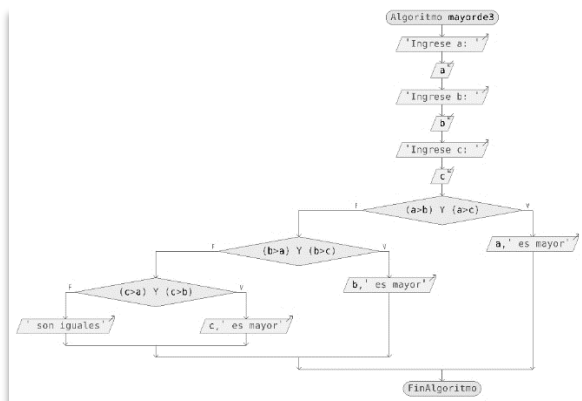 Algoritmo mayorde3
'Ingrese a: '
a
'Ingrese b: '
b
'Ingrese c: '
c
F
(a>b) Y (a>c)
V
a,' es mayor'
F
(b>a) Y (b>c)
V
b,' es mayor'
F
(c>a) Y (c>b)
V
' son iguales'
c,' es mayor'
FinAlgoritmo